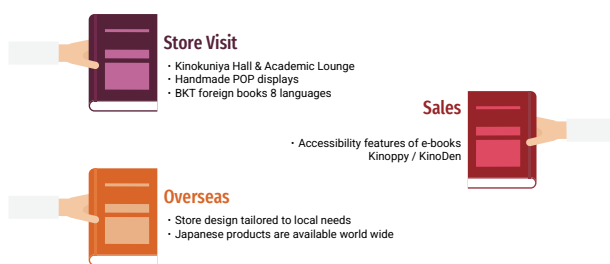 Store Visit
・Kinokuniya Hall & Academic Lounge
・Handmade POP displays
・BKT foreign books 8 languages
Sales
・Accessibility features of e-books
Kinoppy / KinoDen
Overseas
・Store design tailored to local needs
・Japanese products are available world wide